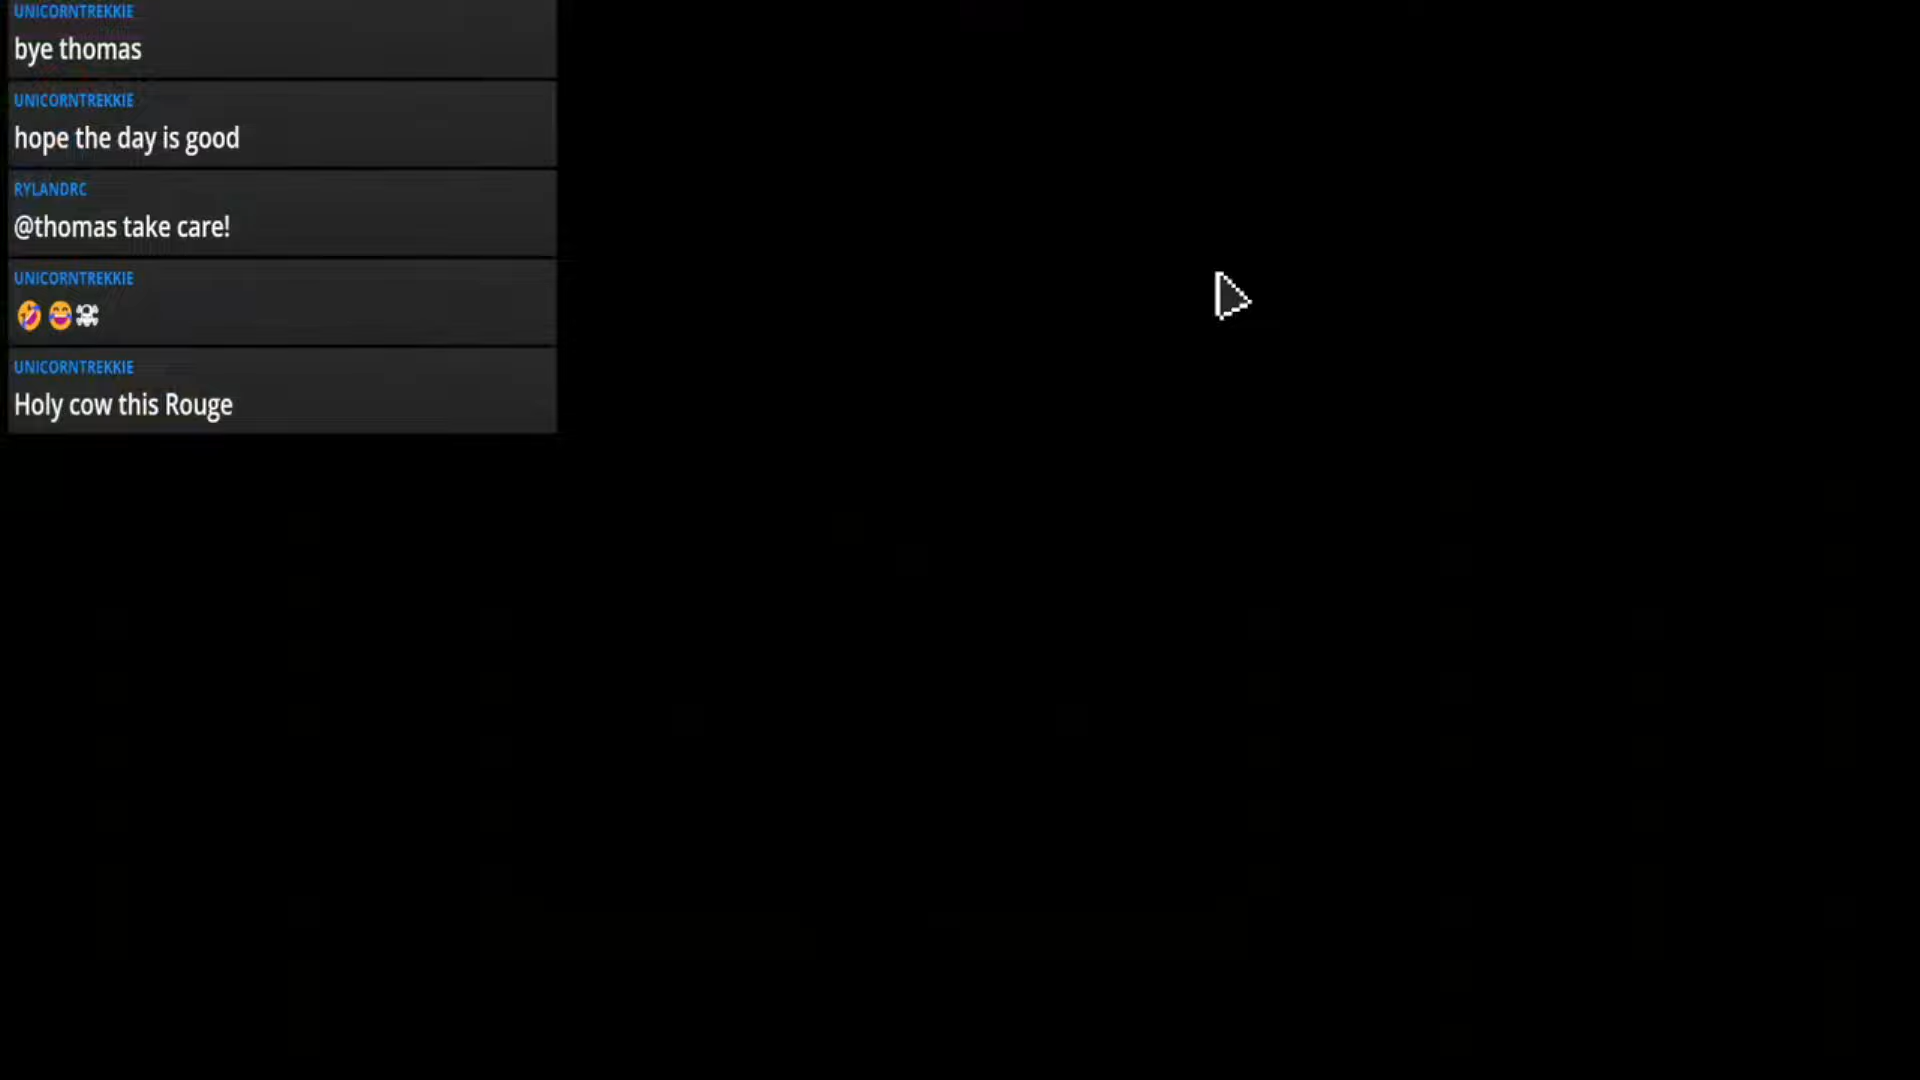 UNICORNTREKKIE
bye thomas
UNICORNTREKKIE
hope the day is good
RYLANDRC
@thomas take care!
UNICORNTREKKIE
🤣😂☠
UNICORNTREKKIE
Holy cow this Rouge